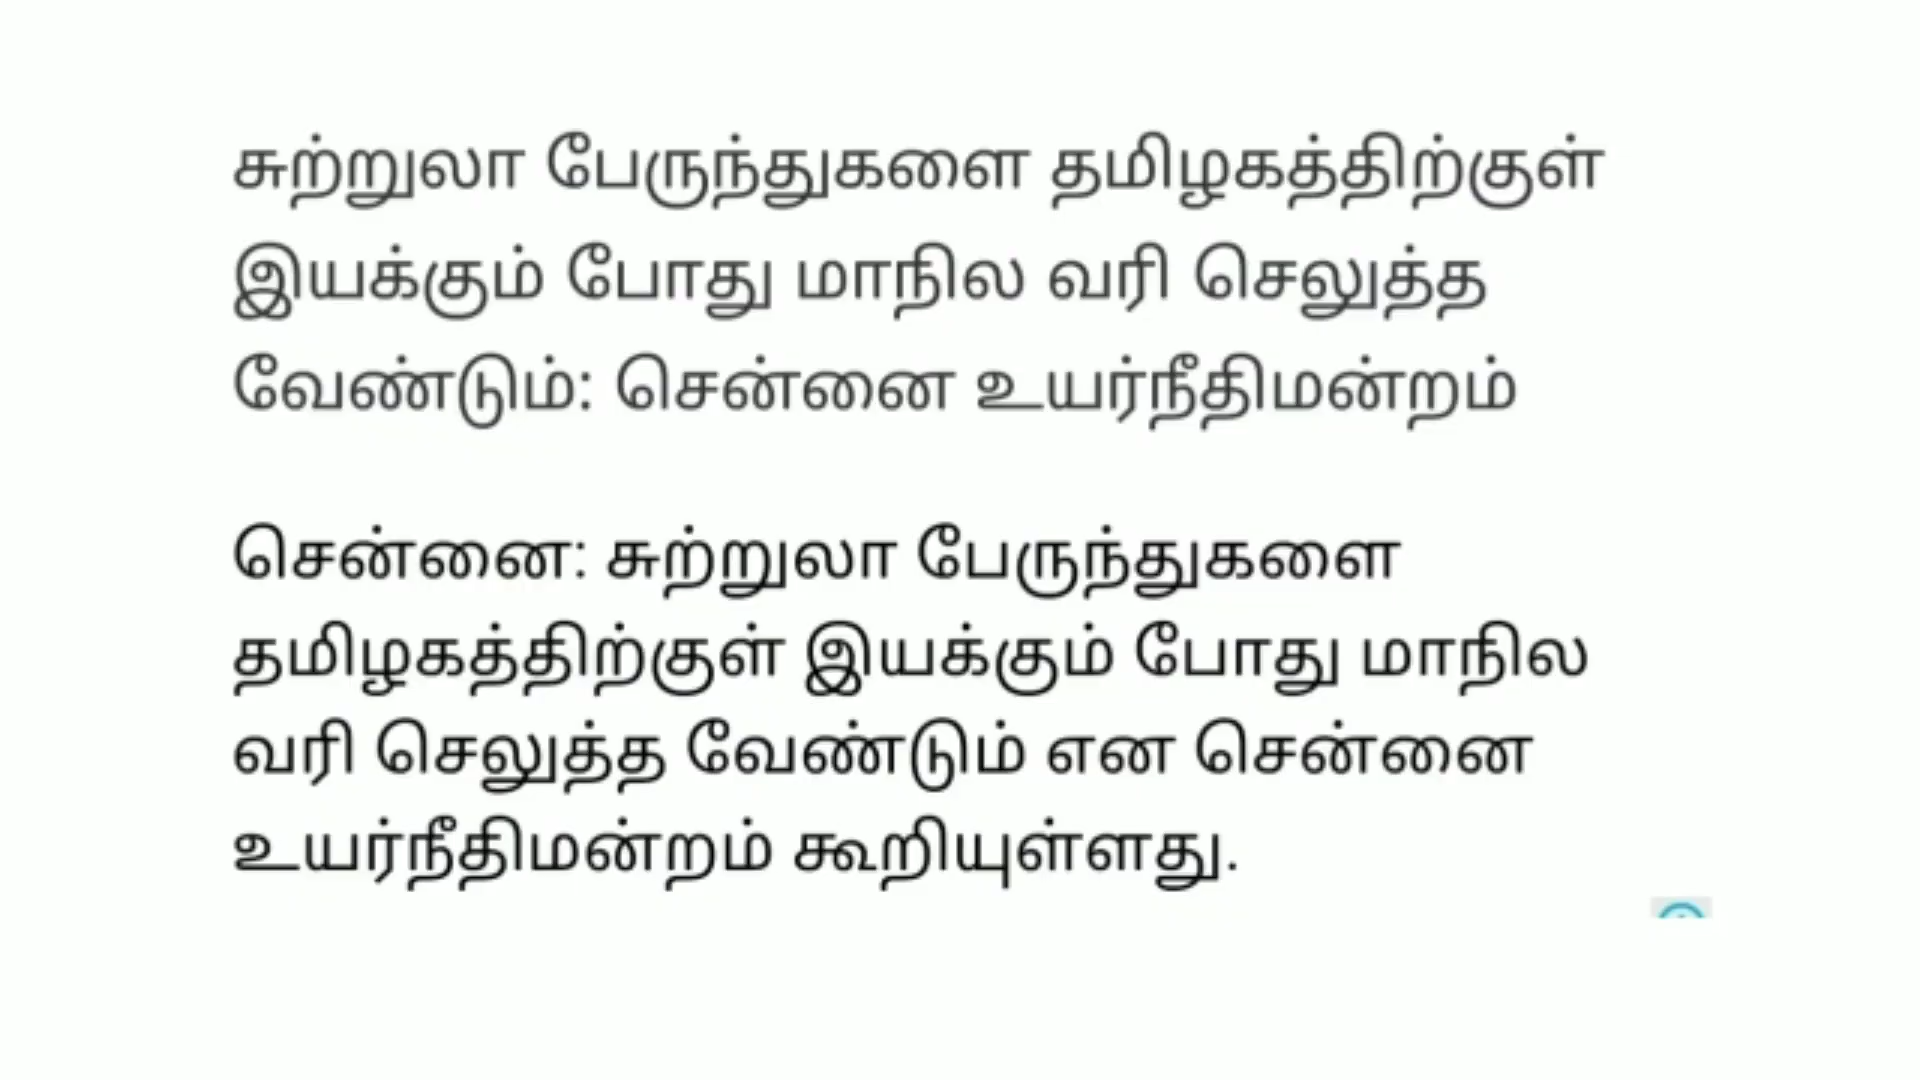 சுற்றுலா பேருந்துகளை தமிழகத்திற்குள்
இயக்கும் போது மாநில வரி செலுத்த
வேண்டும்: சென்னை உயர்நீதிமன்றம்
சென்னை: சுற்றுலா பேருந்துகளை
தமிழகத்திற்குள் இயக்கும் போது மாநில
வரி செலுத்த வேண்டும் என சென்னை
உயர்நீதிமன்றம் கூறியுள்ளது.